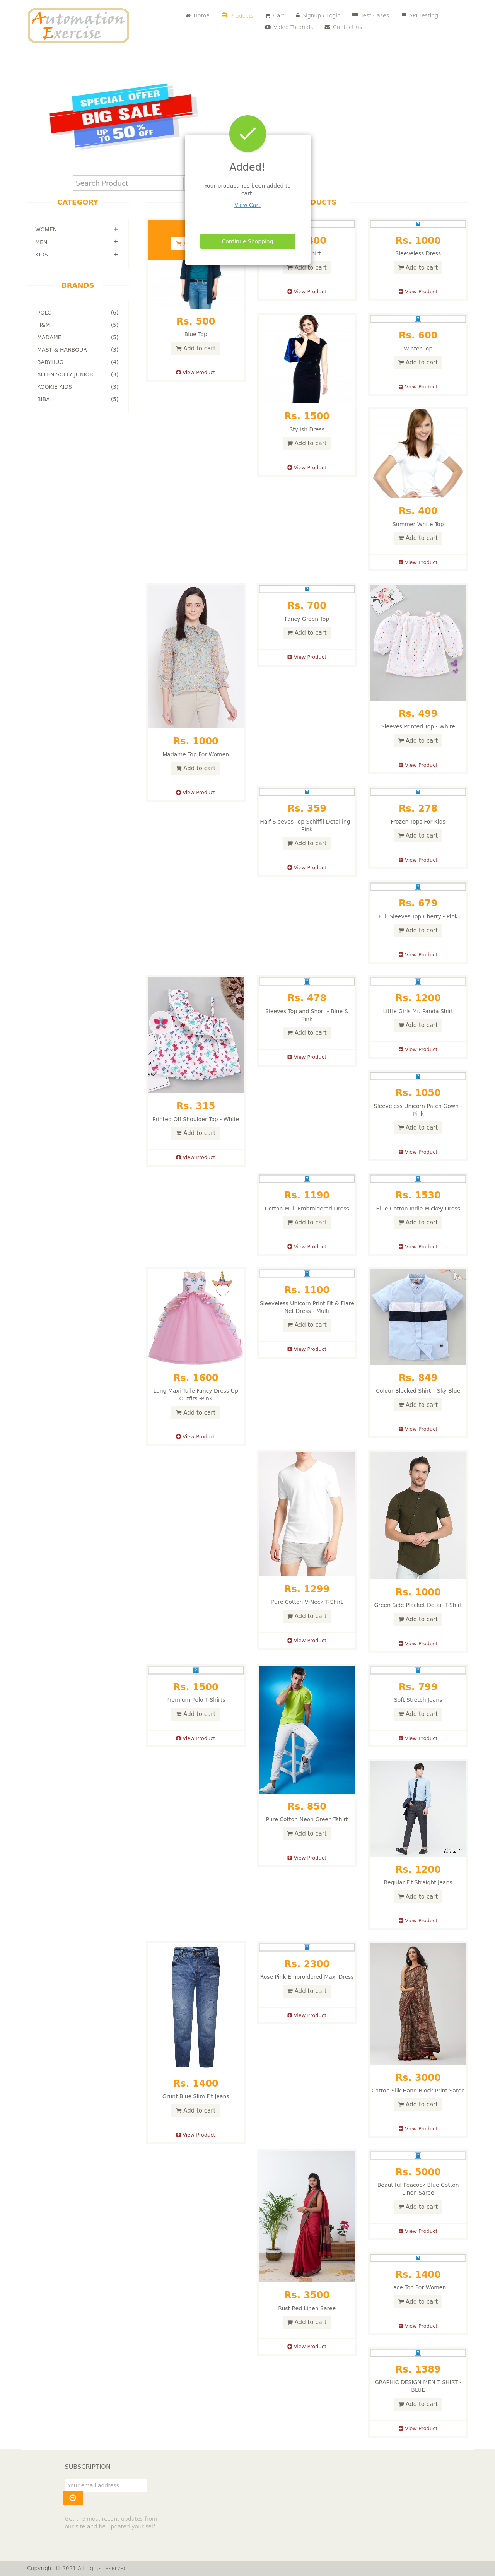 Automation
Exercise
Home
Products
Cart
Signup / Login
Test Cases
API Testing
Video Tutorials
Contact us
SPECIAL OFFER
BIG SALE
UP TO 50% OFF
Search Product
Added!
Your product has been added to
cart.
View Cart
Continue Shopping
CATEGORY
WOMEN
MEN
KIDS
BRANDS
POLO (6)
H&M (5)
MADAME (5)
MAST & HARBOUR (3)
BABYHUG (4)
ALLEN SOLLY JUNIOR (3)
KOOKIE KIDS (3)
BIBA (5)
Rs. 500
Blue Top
Add to cart
View Product
Add to cart
View Product
Rs. 1000
Sleeveless Dress
Add to cart
View Product
Rs. 1500
Stylish Dress
Add to cart
View Product
Rs. 600
Winter Top
Add to cart
View Product
Rs. 400
Summer White Top
Add to cart
View Product
Rs. 1000
Madame Top For Women
Add to cart
View Product
Rs. 700
Fancy Green Top
Add to cart
View Product
Rs. 499
Sleeves Printed Top - White
Add to cart
View Product
Rs. 359
Half Sleeves Top Schiffli Detailing -
Pink
Add to cart
View Product
Rs. 278
Frozen Tops For Kids
Add to cart
View Product
Rs. 679
Full Sleeves Top Cherry - Pink
Add to cart
View Product
Rs. 315
Printed Off Shoulder Top - White
Add to cart
View Product
Rs. 478
Sleeves Top and Short - Blue &
Pink
Add to cart
View Product
Rs. 1200
Little Girls Mr. Panda Shirt
Add to cart
View Product
Rs. 1050
Sleeveless Unicorn Patch Gown -
Pink
Add to cart
View Product
Rs. 1190
Cotton Mull Embroidered Dress
Add to cart
View Product
Rs. 1530
Blue Cotton Indie Mickey Dress
Add to cart
View Product
Rs. 1600
Long Maxi Tulle Fancy Dress Up
Outfits -Pink
Add to cart
View Product
Rs. 1100
Sleeveless Unicorn Print Fit & Flare
Net Dress - Multi
Add to cart
View Product
Rs. 849
Colour Blocked Shirt – Sky Blue
Add to cart
View Product
Rs. 1299
Pure Cotton V-Neck T-Shirt
Add to cart
View Product
Rs. 1000
Green Side Placket Detail T-Shirt
Add to cart
View Product
Rs. 1500
Premium Polo T-Shirts
Add to cart
View Product
Rs. 850
Pure Cotton Neon Green Tshirt
Add to cart
View Product
Rs. 799
Soft Stretch Jeans
Add to cart
View Product
Rs. 1200
Regular Fit Straight Jeans
Add to cart
View Product
Rs. 1400
Grunt Blue Slim Fit Jeans
Add to cart
View Product
Rs. 2300
Rose Pink Embroidered Maxi Dress
Add to cart
View Product
Rs. 3000
Cotton Silk Hand Block Print Saree
Add to cart
View Product
Rs. 3500
Rust Red Linen Saree
Add to cart
View Product
Rs. 5000
Beautiful Peacock Blue Cotton
Linen Saree
Add to cart
View Product
Rs. 1400
Lace Top For Women
Add to cart
View Product
Rs. 1389
GRAPHIC DESIGN MEN T SHIRT -
BLUE
Add to cart
View Product
SUBSCRIPTION
Your email address
Get the most recent updates from
our site and be updated your self...
Copyright © 2021 All rights reserved